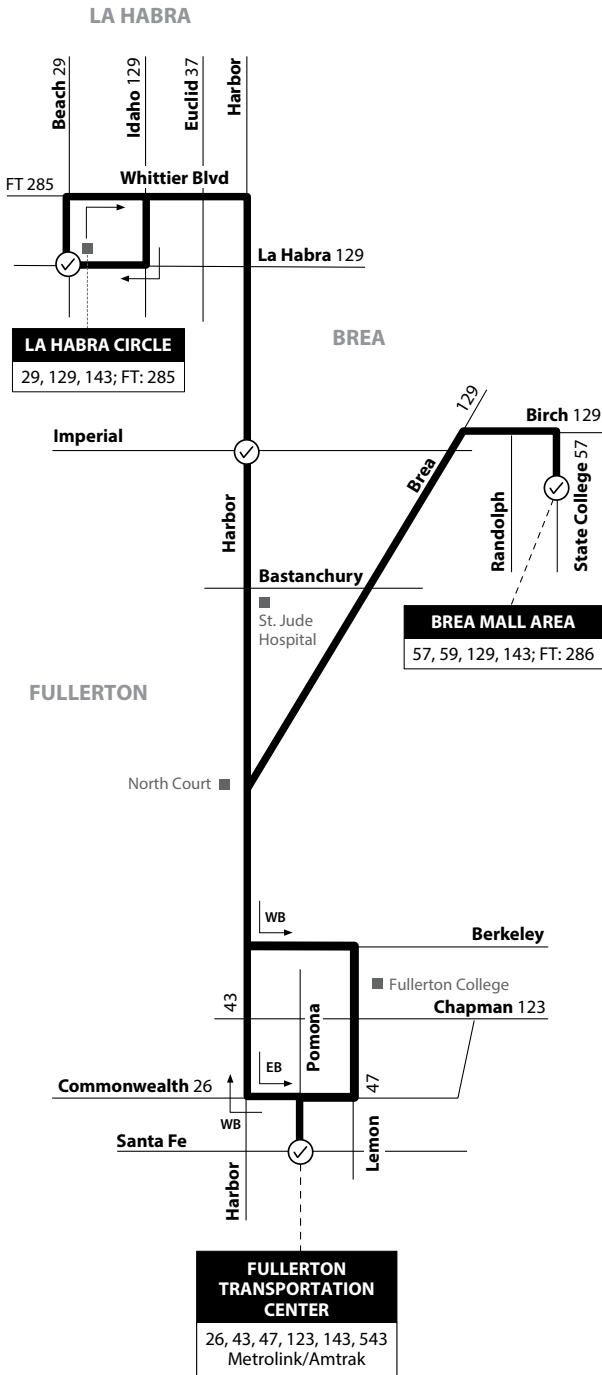 LA HABRA
Beach 29
Idaho 129
Euclid 37
Harbor
FT 285
Whittier Blvd
La Habra 129
LA HABRA CIRCLE
29, 129, 143; FT: 285
BREA
129
Birch 129
Imperial
Brea
Randolph
State College 57
Harbor
Bastanchury
St. Jude
Hospital
BREA MALL AREA
57, 59, 129, 143; FT: 286
FULLERTON
North Court
WB
Berkeley
Fullerton College
43
Chapman 123
Pomona
EB
47
Commonwealth 26
WB
Santa Fe
Lemon
Harbor
FULLERTON
TRANSPORTATION
CENTER
26, 43, 47, 123, 143, 543
Metrolink/Amtrak